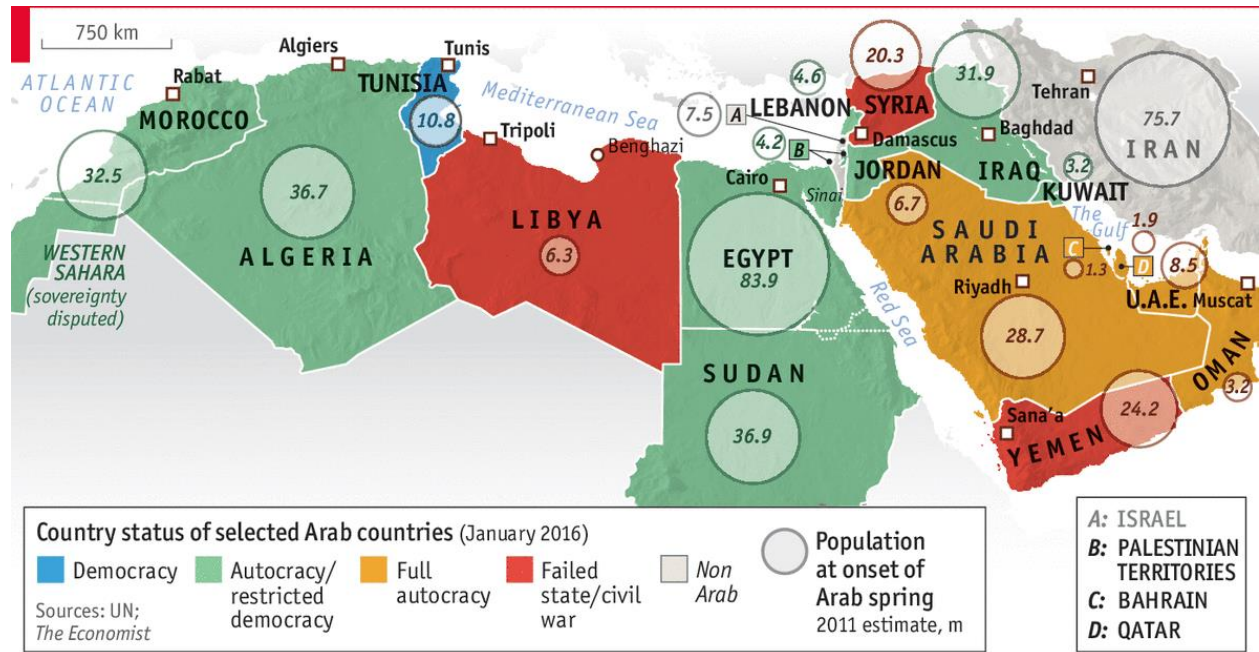 750 km
ATLANTIC
OCEAN
Rabat
MOROCCO
32.5
Algiers
ALGERIA
36.7
WESTERN
SAHARA
(sovereignty
disputed)
Tunis
TUNISIA
10.8
Mediterranean Sea
Tripoli
Benghazi
LIBYA
6.3
Cairo
Sinai
EGYPT
83.9
SUDAN
36.9
Red Sea
4.6
LEBANON
7.5
A
4.2
B
20.3
SYRIA
Damascus
JORDAN
6.7
31.9
Baghdad
IRAQ
3.2
KUWAIT
Tehran
75.7
IRAN
The
Gulf
SAUDI
ARABIA
Riyadh
28.7
C
1.3
1.9
D
8.5
U.A.E.
Muscat
OMAN
3.2
Sana'a
YEMEN
24.2
Country status of selected Arab countries (January 2016)
Democracy
Autocracy/
restricted
democracy
Full
autocracy
Failed
state/civil
war
Non
Arab
Population
at onset of
Arab spring
2011 estimate, m
Sources: UN;
The Economist
A: ISRAEL
B: PALESTINIAN
TERRITORIES
C: BAHRAIN
D: QATAR